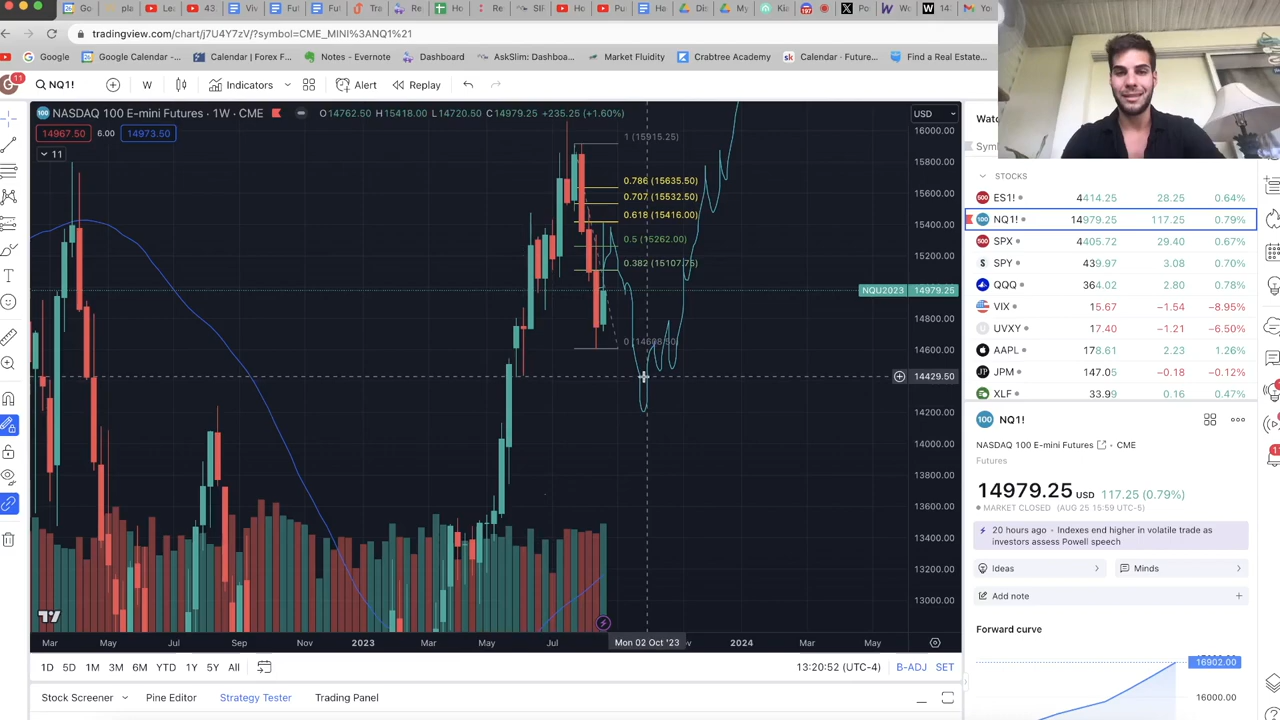 tradingview.com/chart/j7U4Y7zV/?symbol=CME_MINI%3ANQ1%21
Google Google Calendar -... Calendar | Forex F... Notes - Evernote Dashboard AskSlim: Dashboa... Market Fluidity Crabtree Academy Calendar · Future... Find a Real Estate...
11 NQ1! W Indicators Alert Replay
NASDAQ 100 E-mini Futures · 1W · CME O14762.50 H15418.00 L14720.50 C14979.25 +235.25 (+1.60%)
USD
14967.50 6.00 14973.50
11
1 (15915.25)
0.786 (15635.50)
0.707 (15532.50)
0.618 (15416.00)
0.5 (15262.00)
0.382 (15107.75)
16000.00
15800.00
15600.00
15400.00
15200.00
NQU2023 14979.25
14800.00
14600.00
14429.50
14200.00
14000.00
13800.00
13600.00
13400.00
13200.00
13000.00
Mar May Jul Sep Nov 2023 Mar May Jul Mon 02 Oct '23 2024 Mar May
1D 5D 1M 3M 6M YTD 1Y 5Y All
13:20:52 (UTC-4) B-ADJ SET
Stock Screener Pine Editor Strategy Tester Trading Panel
STOCKS
ES1! 4414.25 28.25 0.64%
NQ1! 14979.25 117.25 0.79%
SPX 4405.72 29.40 0.67%
SPY 439.97 3.08 0.70%
QQQ 364.02 2.80 0.78%
VIX 15.67 −1.54 −8.95%
UVXY 17.40 −1.21 −6.50%
AAPL 178.61 2.23 1.26%
JPM 147.05 −0.18 −0.12%
XLF 33.99 0.16 0.47%
100 NQ1!
NASDAQ 100 E-mini Futures · CME
Futures
14979.25 USD 117.25 (0.79%)
MARKET CLOSED (AUG 25 15:59 UTC-5)
20 hours ago · Indexes end higher in volatile trade as
investors assess Powell speech
Ideas Minds
Add note
Forward curve
16902.00
16000.00